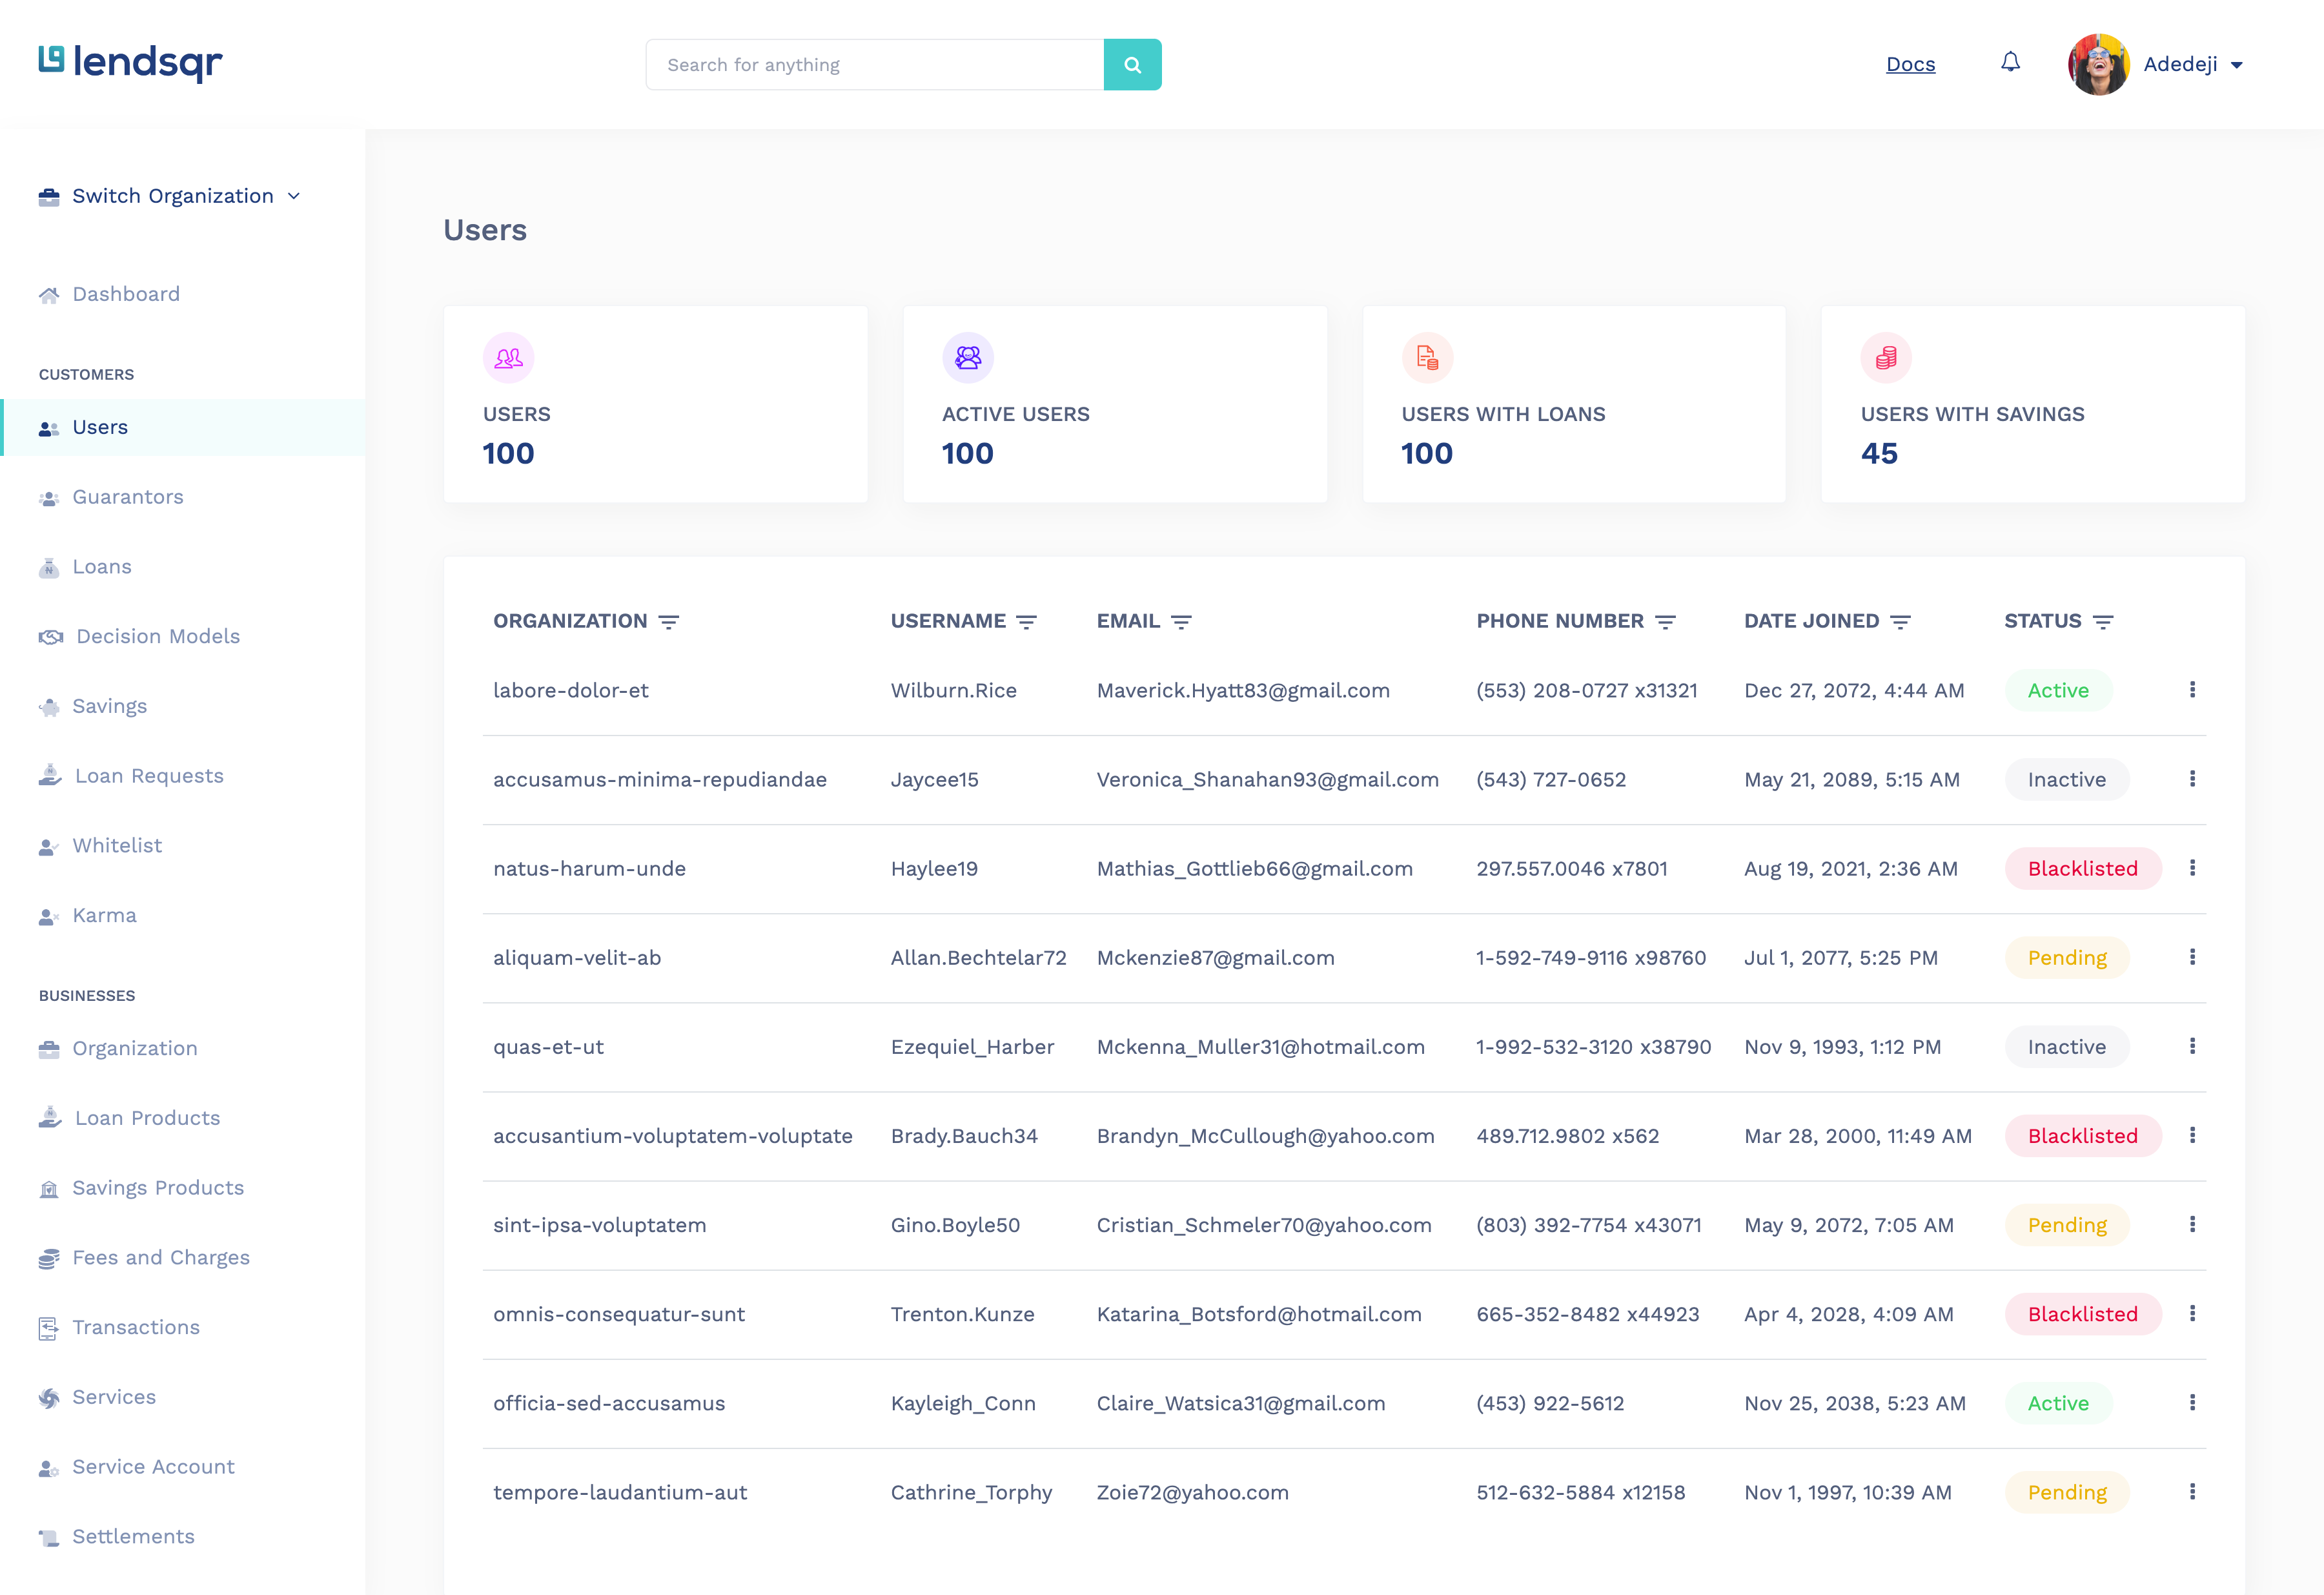 lendsqr
Search for anything
Docs
Adedeji
Switch Organization
Dashboard
CUSTOMERS
Users
Guarantors
Loans
Decision Models
Savings
Loan Requests
Whitelist
Karma
BUSINESSES
Organization
Loan Products
Savings Products
Fees and Charges
Transactions
Services
Service Account
Settlements
Users
USERS
100
ACTIVE USERS
100
USERS WITH LOANS
100
USERS WITH SAVINGS
45
ORGANIZATION USERNAME EMAIL PHONE NUMBER DATE JOINED STATUS
labore-dolor-et Wilburn.Rice Maverick.Hyatt83@gmail.com (553) 208-0727 x31321 Dec 27, 2072, 4:44 AM Active
accusamus-minima-repudiandae Jaycee15 Veronica_Shanahan93@gmail.com (543) 727-0652 May 21, 2089, 5:15 AM Inactive
natus-harum-unde Haylee19 Mathias_Gottlieb66@gmail.com 297.557.0046 x7801 Aug 19, 2021, 2:36 AM Blacklisted
aliquam-velit-ab Allan.Bechtelar72 Mckenzie87@gmail.com 1-592-749-9116 x98760 Jul 1, 2077, 5:25 PM Pending
quas-et-ut Ezequiel_Harber Mckenna_Muller31@hotmail.com 1-992-532-3120 x38790 Nov 9, 1993, 1:12 PM Inactive
accusantium-voluptatem-voluptate Brady.Bauch34 Brandyn_McCullough@yahoo.com 489.712.9802 x562 Mar 28, 2000, 11:49 AM Blacklisted
sint-ipsa-voluptatem Gino.Boyle50 Cristian_Schmeler70@yahoo.com (803) 392-7754 x43071 May 9, 2072, 7:05 AM Pending
omnis-consequatur-sunt Trenton.Kunze Katarina_Botsford@hotmail.com 665-352-8482 x44923 Apr 4, 2028, 4:09 AM Blacklisted
officia-sed-accusamus Kayleigh_Conn Claire_Watsica31@gmail.com (453) 922-5612 Nov 25, 2038, 5:23 AM Active
tempore-laudantium-aut Cathrine_Torphy Zoie72@yahoo.com 512-632-5884 x12158 Nov 1, 1997, 10:39 AM Pending